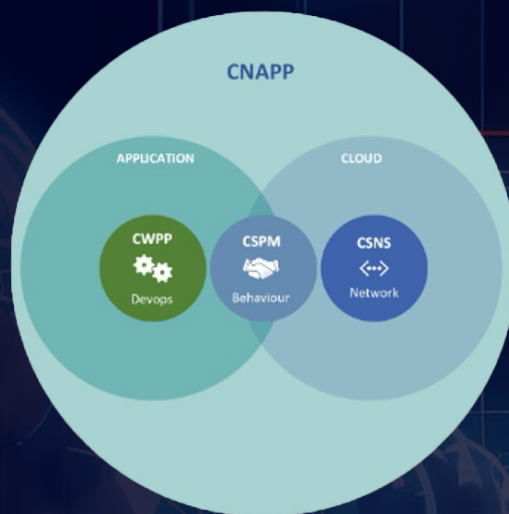 CNAPP
APPLICATION
CLOUD
CWPP
Devops
CSPM
Behaviour
CSNS
Network